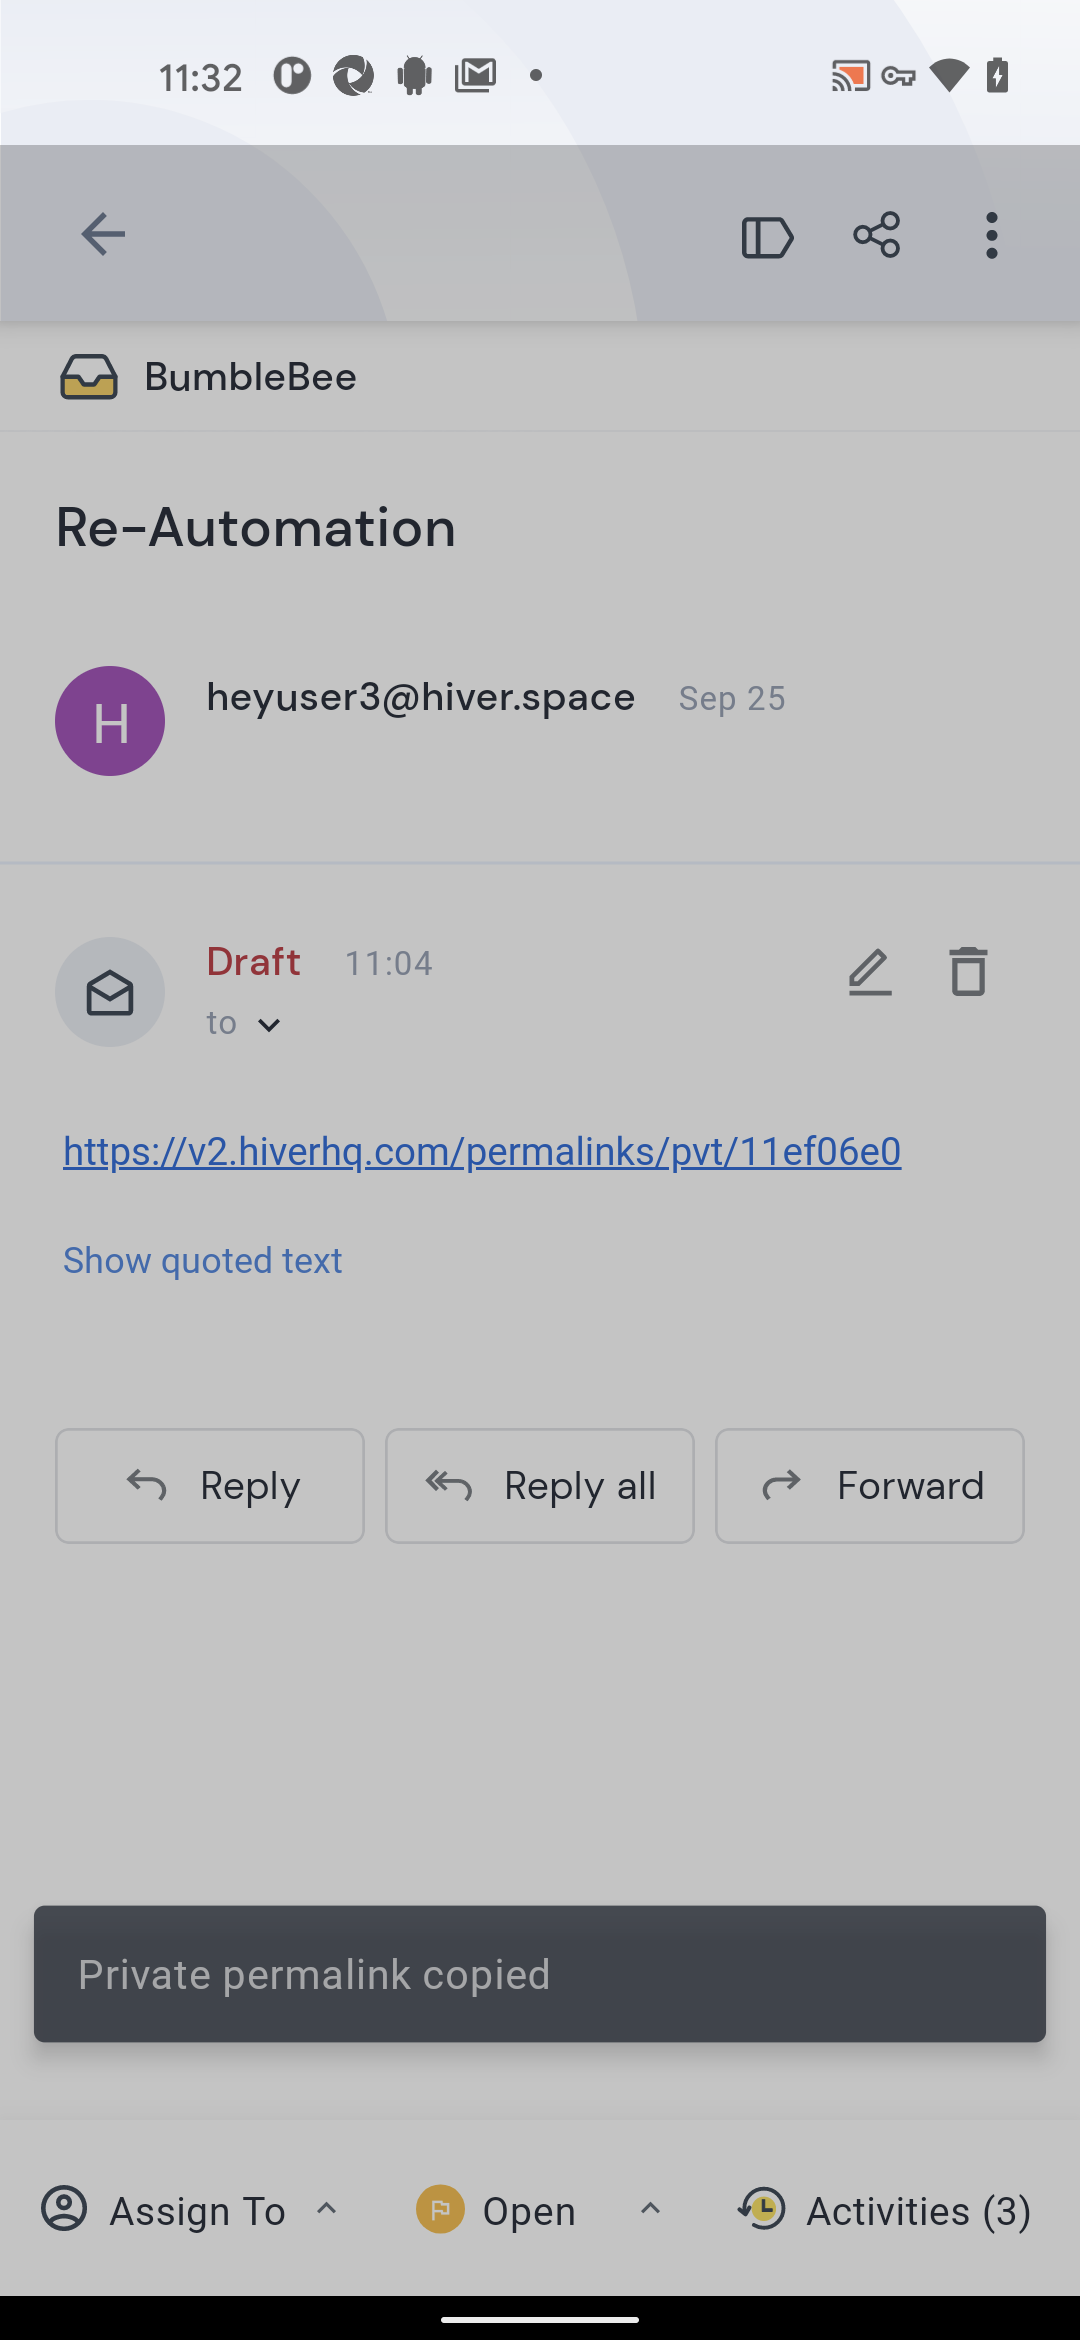 11:32
BumbleBee
Re-Automation
H
heyuser3@hiver.space Sep 25
Draft 11:04
to
https://v2.hiverhq.com/permalinks/pvt/11ef06e0
Show quoted text
Reply Reply all Forward
Private permalink copied
Assign To Open Activities (3)